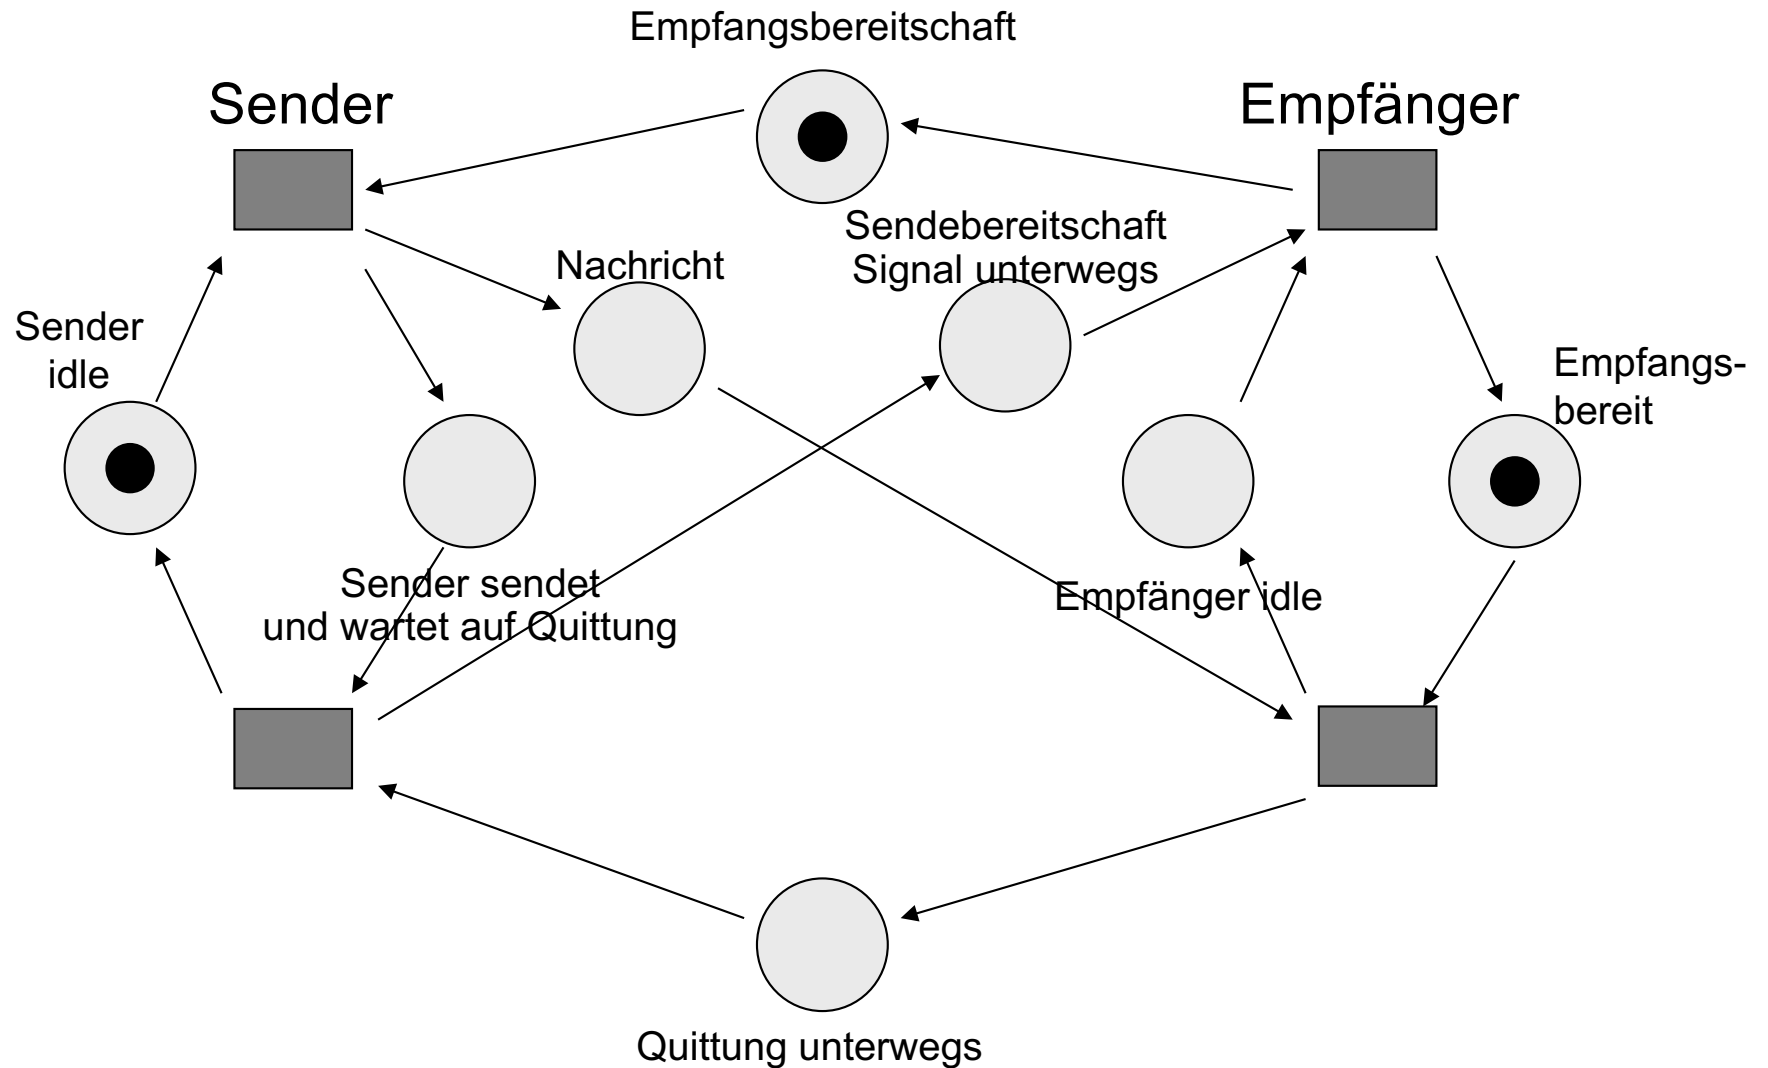 Empfangsbereitschaft
Sender
Empfänger
Sendebereitschaft
Signal unterwegs
Nachricht
Sender
idle
Empfangs-
bereit
Sender sendet
und wartet auf Quittung
Empfänger idle
Quittung unterwegs